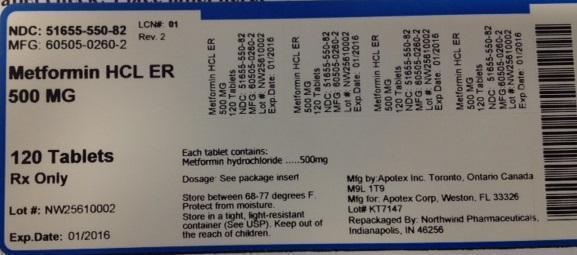 NDC: 51655-550-82
MFG: 60505-0260-2
LCN#: 01
Rev. 2
Metformin HCL ER
500 MG
120 Tablets
Rx Only
Lot #: NW25610002
Exp.Date: 01/2016
Metformin HCL ER
500 MG
120 Tablets
NDC: 51655-550-82
MFG: 60505-0260-2
Lot #: NW25610002
Exp.Date: 01/2016
Metformin HCL ER
500 MG
120 Tablets
NDC: 51655-550-82
MFG: 60505-0260-2
Lot #: NW25610002
Exp.Date: 01/2016
Metformin HCL ER
500 MG
120 Tablets
NDC: 51655-550-82
MFG: 60505-0260-2
Lot #: NW25610002
Exp.Date: 01/2016
Metformin HCL ER
500 MG
120 Tablets
NDC: 51655-550-82
MFG: 60505-0260-2
Lot #: NW25610002
Exp.Date: 01/2016
Each tablet contains:
Metformin hydrochloride .....500mg
Dosage: See package insert
Store between 68-77 degrees F.
Protect from moisture.
Store in a tight, light-resistant
container (See USP). Keep out of
the reach of children.
Mfg by:Apotex Inc. Toronto, Ontario Canada
M9L 1T9
Mfg for: Apotex Corp, Weston, FL 33326
Lot# KT7147
Repackaged By: Northwind Pharmaceuticals,
Indianapolis, IN 46256